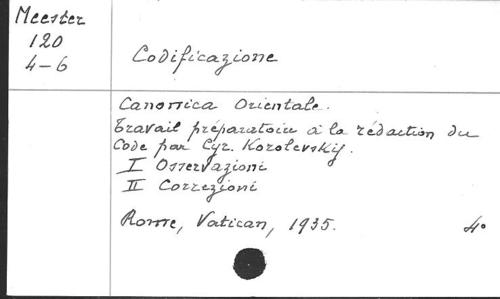 Meester
120
4-6
Codificazione
Canonica Orientale.
Travail préparatoire à la rédaction du
Code par Cyr. Korolevskij.
I Osservazioni
II Correzioni
Rome, Vatican, 1935. 4°